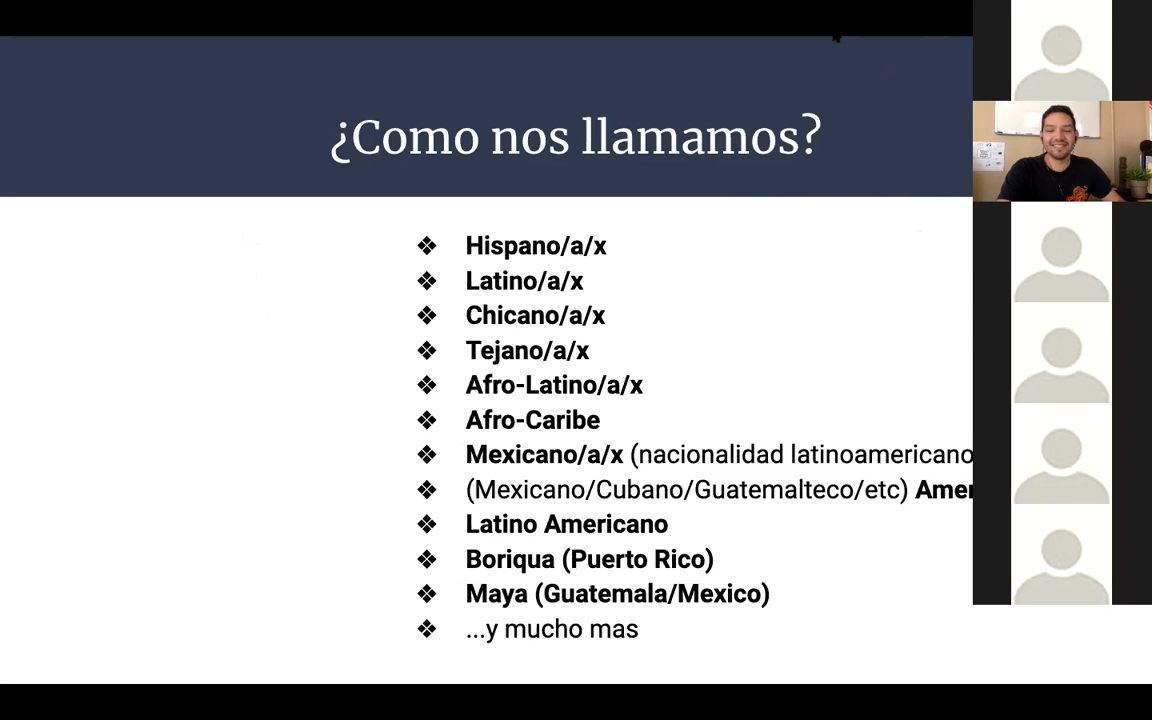 ¿Como nos llamamos?
❖ Hispano/a/x
❖ Latino/a/x
❖ Chicano/a/x
❖ Tejano/a/x
❖ Afro-Latino/a/x
❖ Afro-Caribe
❖ Mexicano/a/x (nacionalidad latinoamericano
❖ (Mexicano/Cubano/Guatemalteco/etc)
❖ Latino Americano
❖ Boriqua (Puerto Rico)
❖ Maya (Guatemala/Mexico)
❖ ...y mucho mas